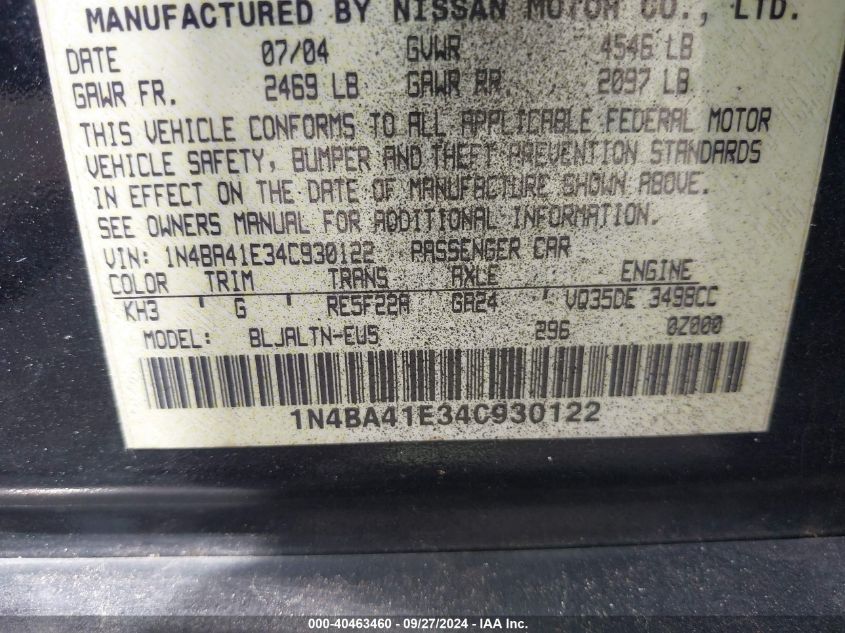 MANUFACTURED BY NISSAN MOTOR CO., LTD.
DATE 07/04 GVWR 4546 LB
GAWR FR. 2469 LB GAWR RR. 2097 LB
THIS VEHICLE CONFORMS TO ALL APPLICABLE FEDERAL MOTOR
VEHICLE SAFETY, BUMPER AND THEFT PREVENTION STANDARDS
IN EFFECT ON THE DATE OF MANUFACTURE SHOWN ABOVE.
SEE OWNERS MANUAL FOR ADDITIONAL INFORMATION.
VIN: 1N4BA41E34C930122 PASSENGER CAR
COLOR TRIM TRANS AXLE ENGINE
KH3 G RE5F22A GA24 VQ35DE 3498CC
MODEL: BLJALTN-EUS 296 0Z000
1N4BA41E34C930122
000-40463460 - 09/27/2024 - IAAI.com